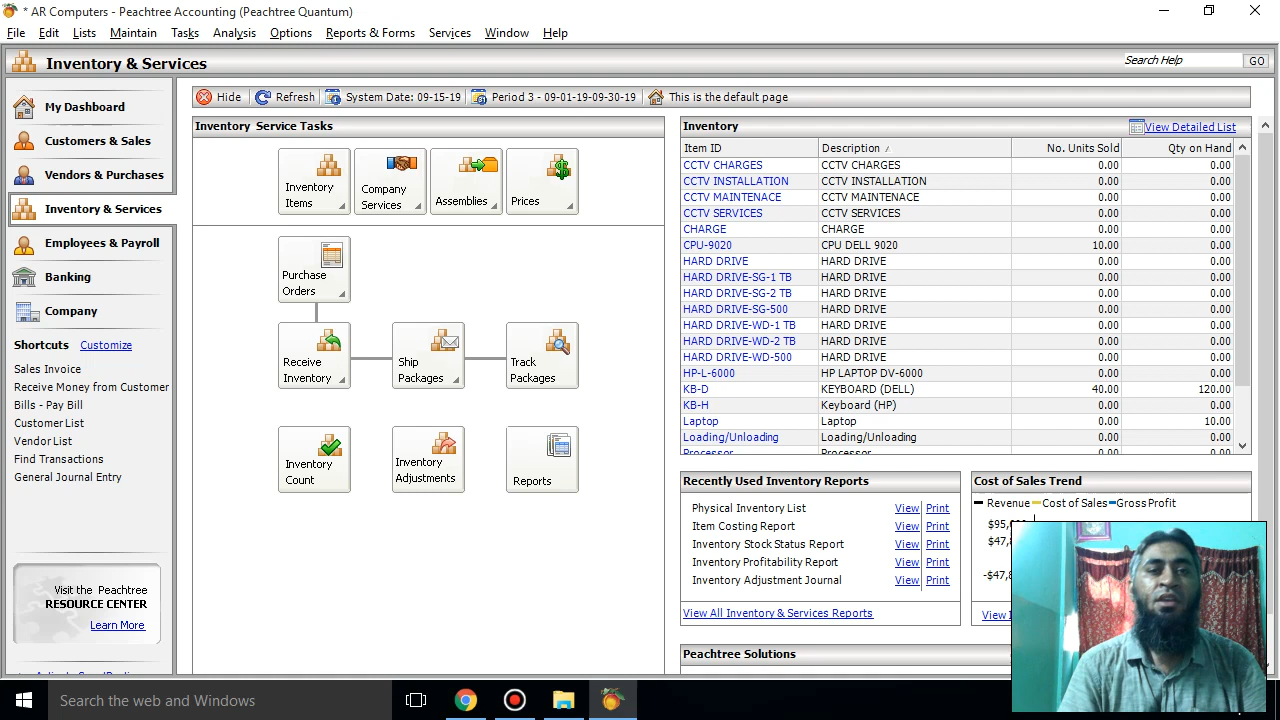 * AR Computers - Peachtree Accounting (Peachtree Quantum)
File Edit Lists Maintain Tasks Analysis Options Reports & Forms Services Window Help
Inventory & Services
Search Help
GO
My Dashboard
Customers & Sales
Vendors & Purchases
Inventory & Services
Employees & Payroll
Banking
Company
Shortcuts Customize
Sales Invoice
Receive Money from Customer
Bills - Pay Bill
Customer List
Vendor List
Find Transactions
General Journal Entry
Visit the Peachtree
RESOURCE CENTER
Learn More
Hide Refresh System Date: 09-15-19 Period 3 - 09-01-19-09-30-19 This is the default page
Inventory Service Tasks
Inventory Items
Company Services
Assemblies
Prices
Purchase Orders
Receive Inventory
Ship Packages
Track Packages
Inventory Count
Inventory Adjustments
Reports
Inventory View Detailed List
Item ID Description No. Units Sold Qty on Hand
CCTV CHARGES CCTV CHARGES 0.00 0.00
CCTV INSTALLATION CCTV INSTALLATION 0.00 0.00
CCTV MAINTENACE CCTV MAINTENACE 0.00 0.00
CCTV SERVICES CCTV SERVICES 0.00 0.00
CHARGE CHARGE 0.00 0.00
CPU-9020 CPU DELL 9020 10.00 0.00
HARD DRIVE HARD DRIVE 0.00 0.00
HARD DRIVE-SG-1 TB HARD DRIVE 0.00 0.00
HARD DRIVE-SG-2 TB HARD DRIVE 0.00 0.00
HARD DRIVE-SG-500 HARD DRIVE 0.00 0.00
HARD DRIVE-WD-1 TB HARD DRIVE 0.00 0.00
HARD DRIVE-WD-2 TB HARD DRIVE 0.00 0.00
HARD DRIVE-WD-500 HARD DRIVE 0.00 0.00
HP-L-6000 HP LAPTOP DV-6000 0.00 0.00
KB-D KEYBOARD (DELL) 40.00 120.00
KB-H Keyboard (HP) 0.00 0.00
Laptop Laptop 0.00 10.00
Loading/Unloading Loading/Unloading 0.00 0.00
Processor Processor 0.00 0.00
Recently Used Inventory Reports
Physical Inventory List View Print
Item Costing Report View Print
Inventory Stock Status Report View Print
Inventory Profitability Report View Print
Inventory Adjustment Journal View Print
View All Inventory & Services Reports
Cost of Sales Trend
Revenue Cost of Sales Gross Profit
Peachtree Solutions
Search the web and Windows